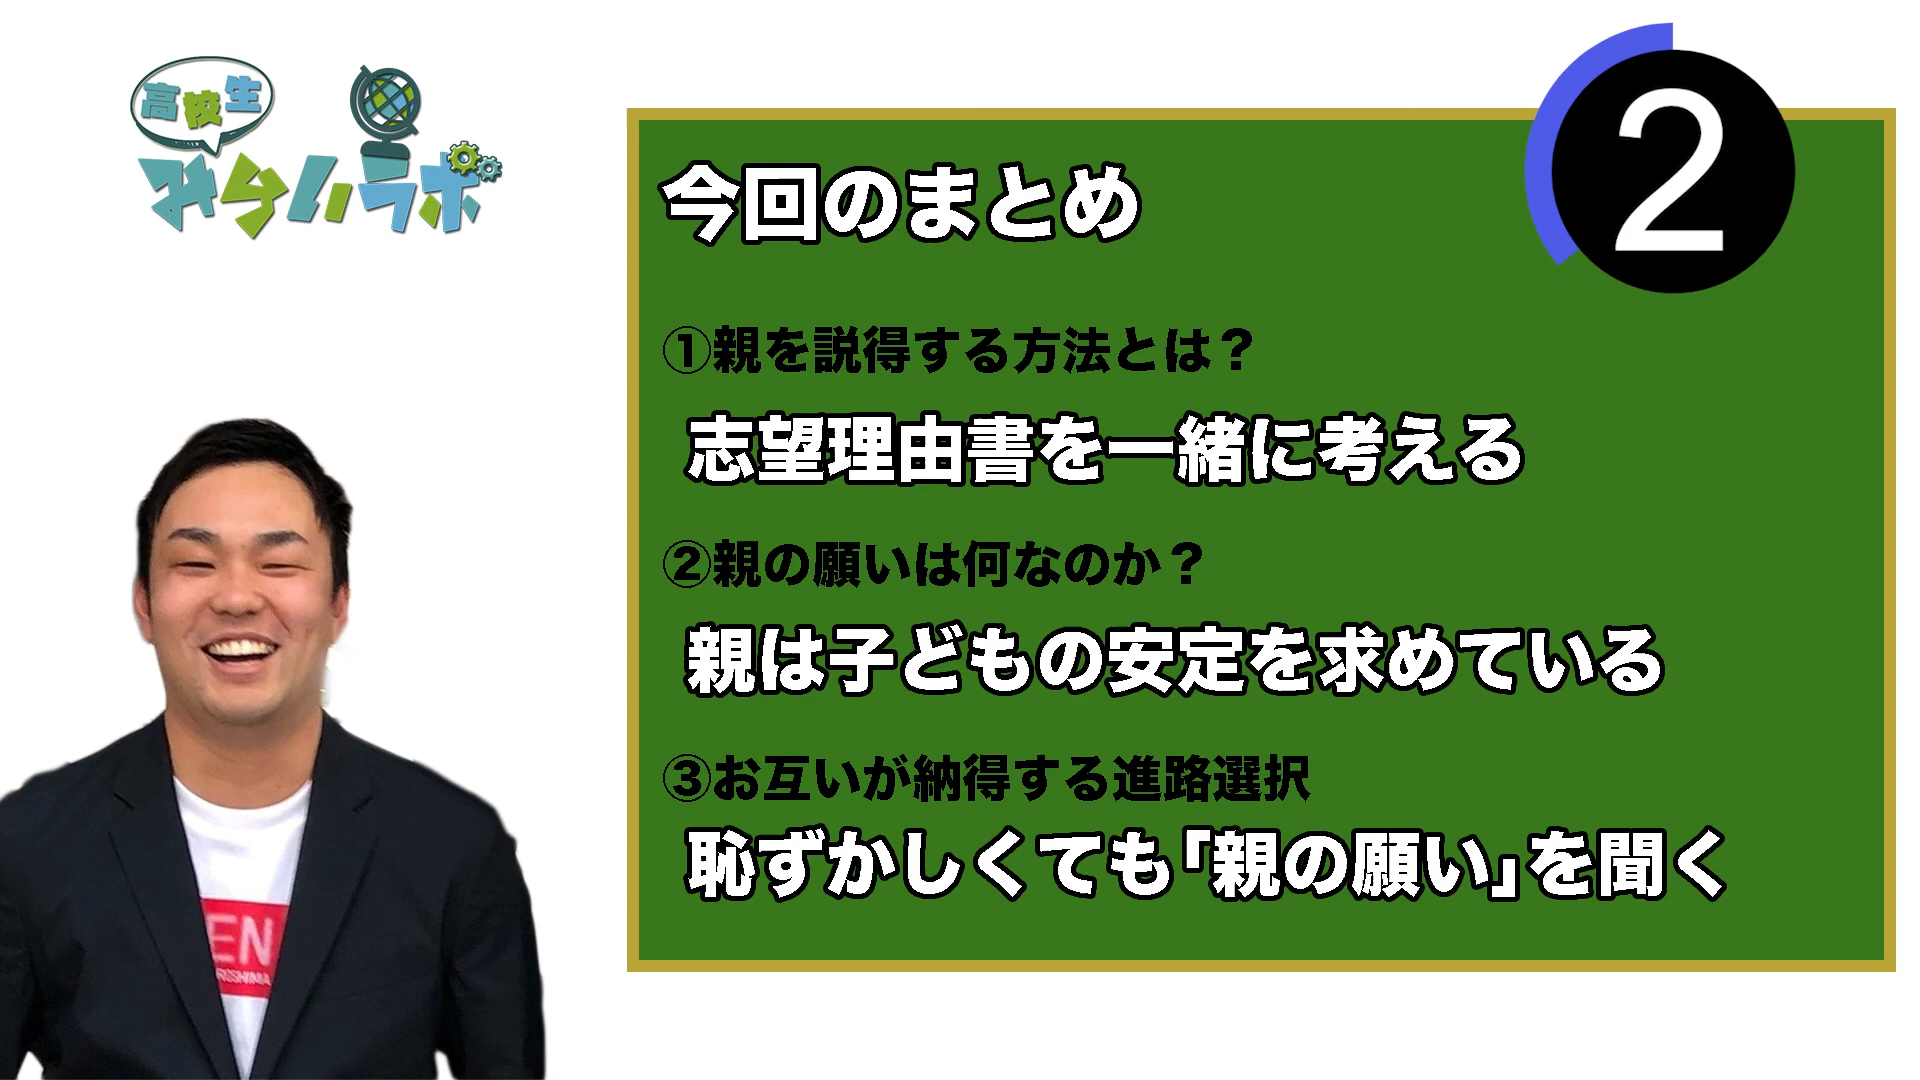 高校生
みらいラボ
2
今回のまとめ
①親を説得する方法とは？
志望理由書を一緒に考える
②親の願いは何なのか？
親は子どもの安定を求めている
③お互いが納得する進路選択
恥ずかしくても「親の願い」を聞く
EN
ROSHIMA